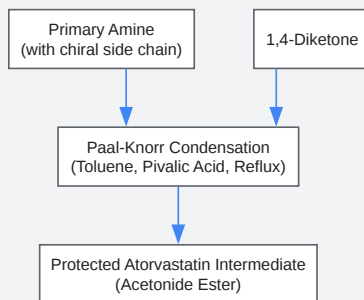 Primary Amine
(with chiral side chain)
1,4-Diketone
Paal-Knorr Condensation
(Toluene, Pivalic Acid, Reflux)
Protected Atorvastatin Intermediate
(Acetonide Ester)